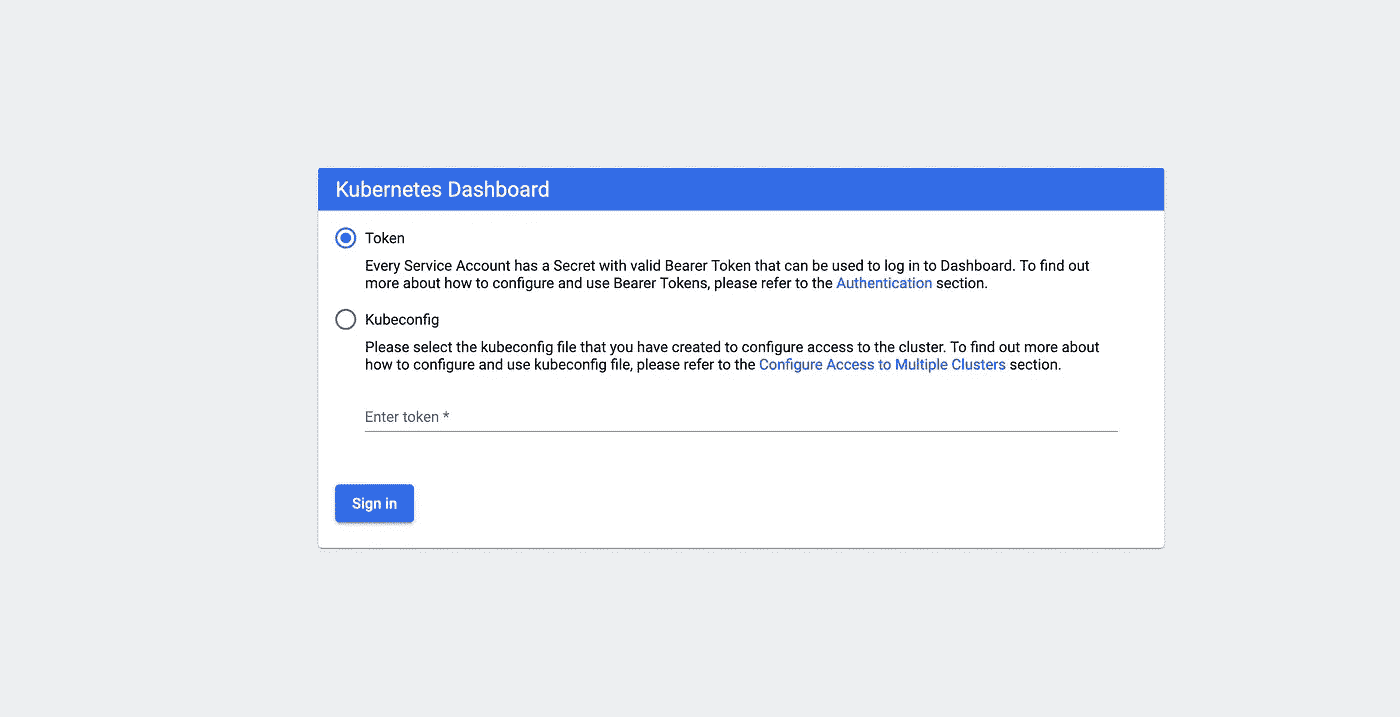 Kubernetes Dashboard
Token
Every Service Account has a Secret with valid Bearer Token that can be used to log in to Dashboard. To find out
more about how to configure and use Bearer Tokens, please refer to the Authentication section.
Kubeconfig
Please select the kubeconfig file that you have created to configure access to the cluster. To find out more about
how to configure and use kubeconfig file, please refer to the Configure Access to Multiple Clusters section.
Enter token *
Sign in